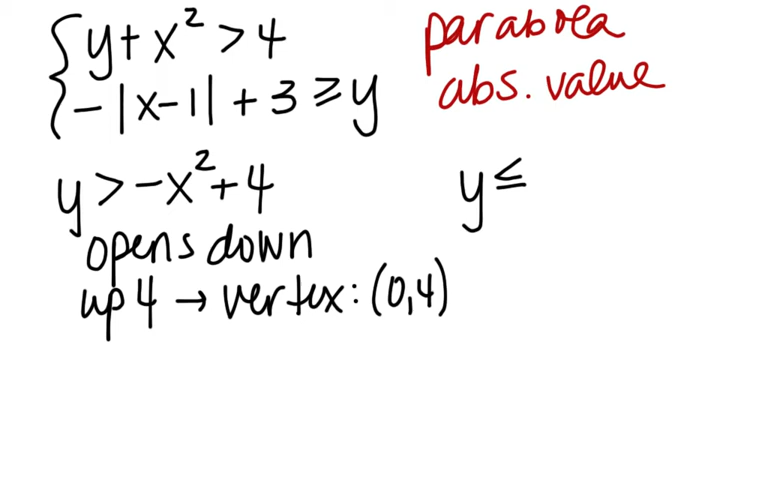 { y + x² > 4
-|x-1| + 3 ≥ y
parabola
abs. value
y > -x² + 4
opens down
up 4 → vertex: (0,4)
y ≤